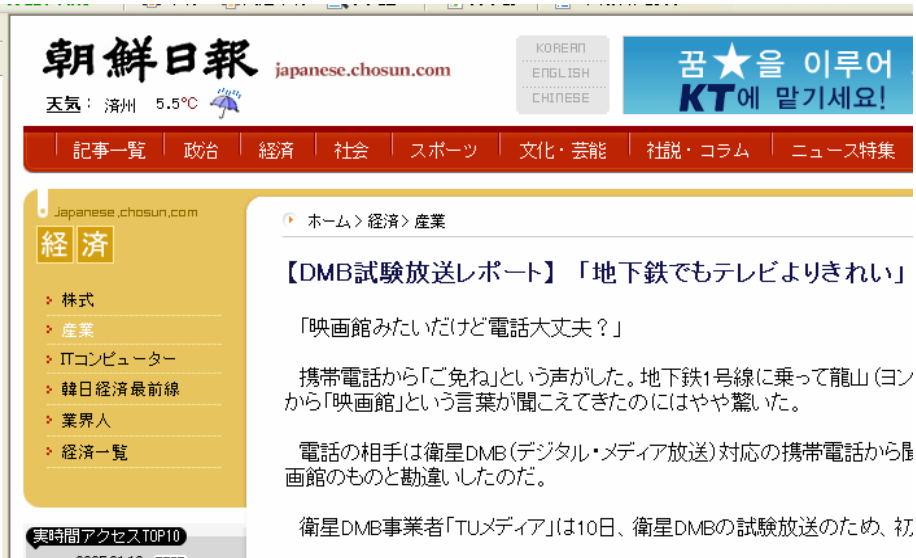 朝鮮日報 japanese.chosun.com
KOREAN
ENGLISH
CHINESE
꿈★을 이루어
KT에 맡기세요!
天気： 済州 5.5℃
記事一覧 政治 経済 社会 スポーツ 文化・芸能 社説・コラム ニュース特集
japanese.chosun.com
経済
株式
産業
ITコンピューター
韓日経済最前線
業界人
経済一覧
実時間アクセスTOP10
ホーム > 経済 > 産業
【DMB試験放送レポート】「地下鉄でもテレビよりきれい」
「映画館みたいだけど電話大丈夫？」
携帯電話から「ご免ね」という声がした。地下鉄1号線に乗って龍山（ヨン
から「映画館」という言葉が聞こえてきたのにはやや驚いた。
電話の相手は衛星DMB（デジタル・メディア放送）対応の携帯電話から聞
画館のものと勘違いしたのだ。
衛星DMB事業者「TUメディア」は10日、衛星DMBの試験放送のため、初